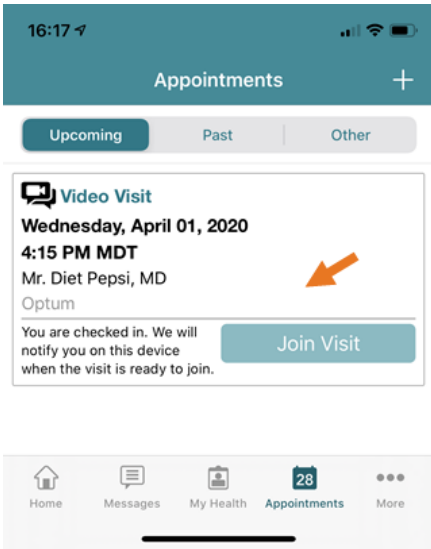 16:17
Appointments
Upcoming Past Other
Video Visit
Wednesday, April 01, 2020
4:15 PM MDT
Mr. Diet Pepsi, MD
Optum
You are checked in. We will
notify you on this device
when the visit is ready to join.
Join Visit
28
Home Messages My Health Appointments More